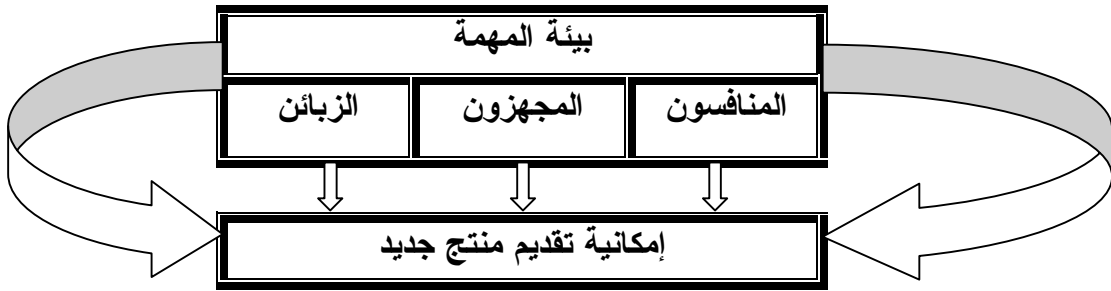 بيئة المهمة
المنافسون المجهزون الزبائن
إمكانية تقديم منتج جديد